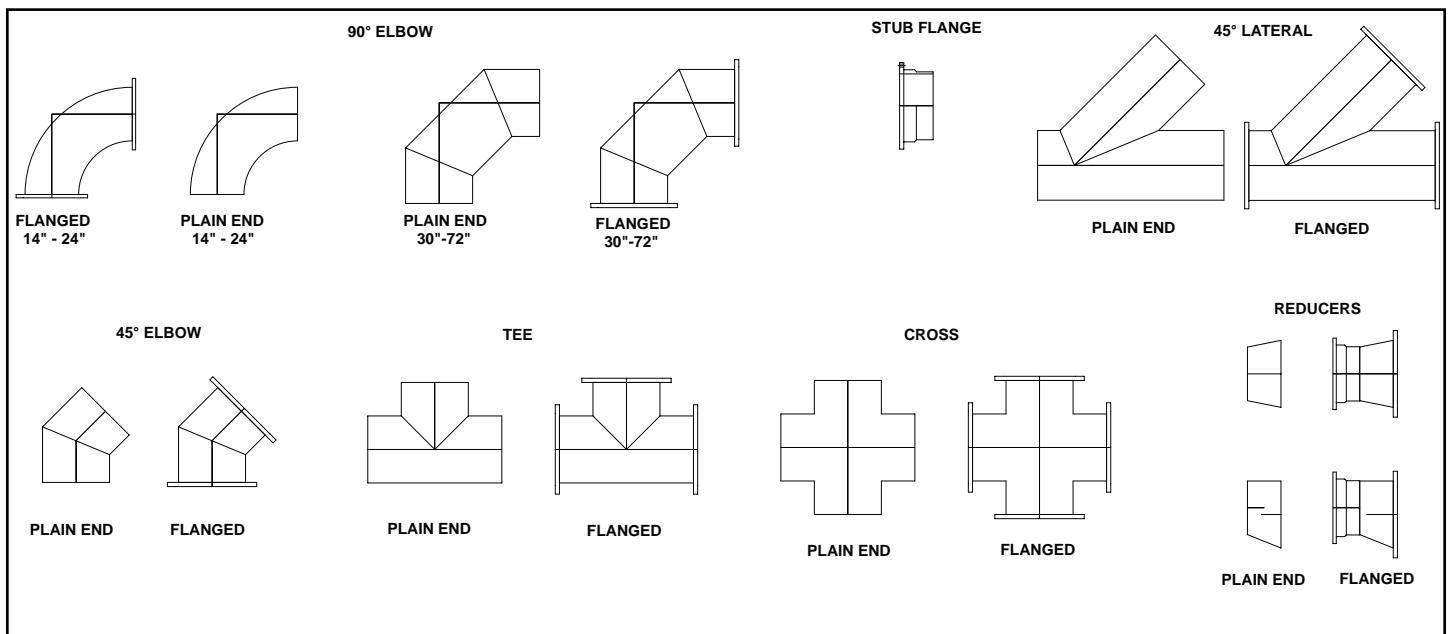 90° ELBOW
STUB FLANGE
45° LATERAL
FLANGED
14" - 24"
PLAIN END
14" - 24"
PLAIN END
30"-72"
FLANGED
30"-72"
PLAIN END
FLANGED
45° ELBOW
TEE
CROSS
REDUCERS
PLAIN END
FLANGED
PLAIN END
FLANGED
PLAIN END
FLANGED
PLAIN END
FLANGED